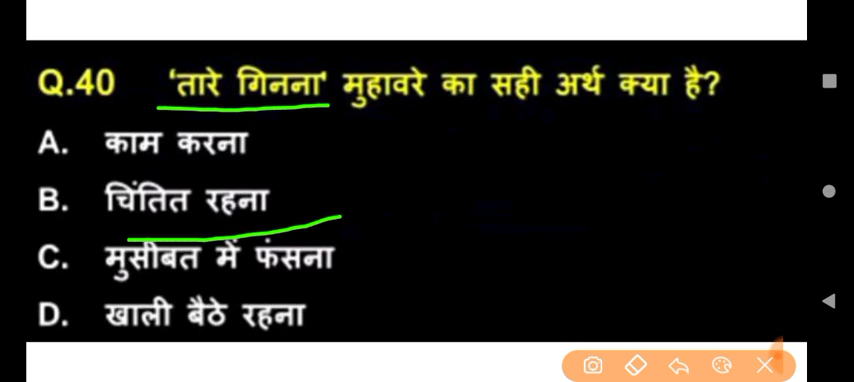 Q.40 'तारे गिनना' मुहावरे का सही अर्थ क्या है?
A. काम करना
B. चिंतित रहना
C. मुसीबत में फंसना
D. खाली बैठे रहना